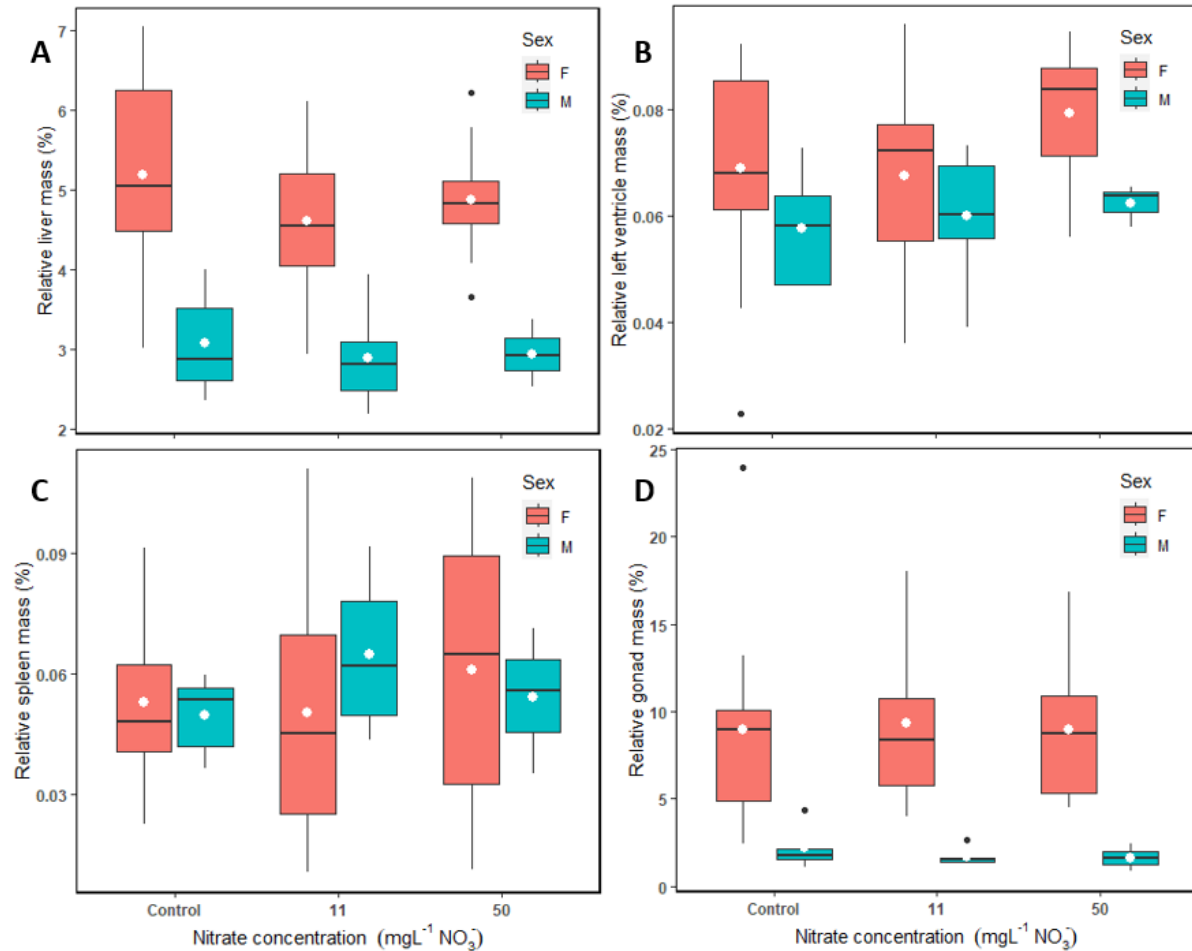 A
Relative liver mass (%)
7
6
5
4
3
2
Sex
F
M
B
Relative left ventricle mass (%)
0.08
0.06
0.04
0.02
Sex
F
M
C
Relative spleen mass (%)
0.09
0.06
0.03
Sex
F
M
Control 11 50
Nitrate concentration (mgL⁻¹ NO₃⁻)
D
Relative gonad mass (%)
25
20
15
10
5
0
Sex
F
M
Control 11 50
Nitrate concentration (mgL⁻¹ NO₃⁻)